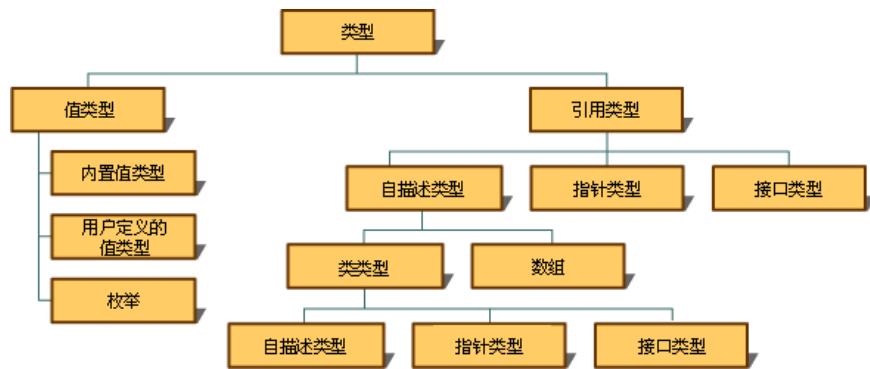 类型
值类型
引用类型
内置值类型
自描述类型
指针类型
接口类型
用户定义的
值类型
类类型
数组
枚举
自描述类型
指针类型
接口类型